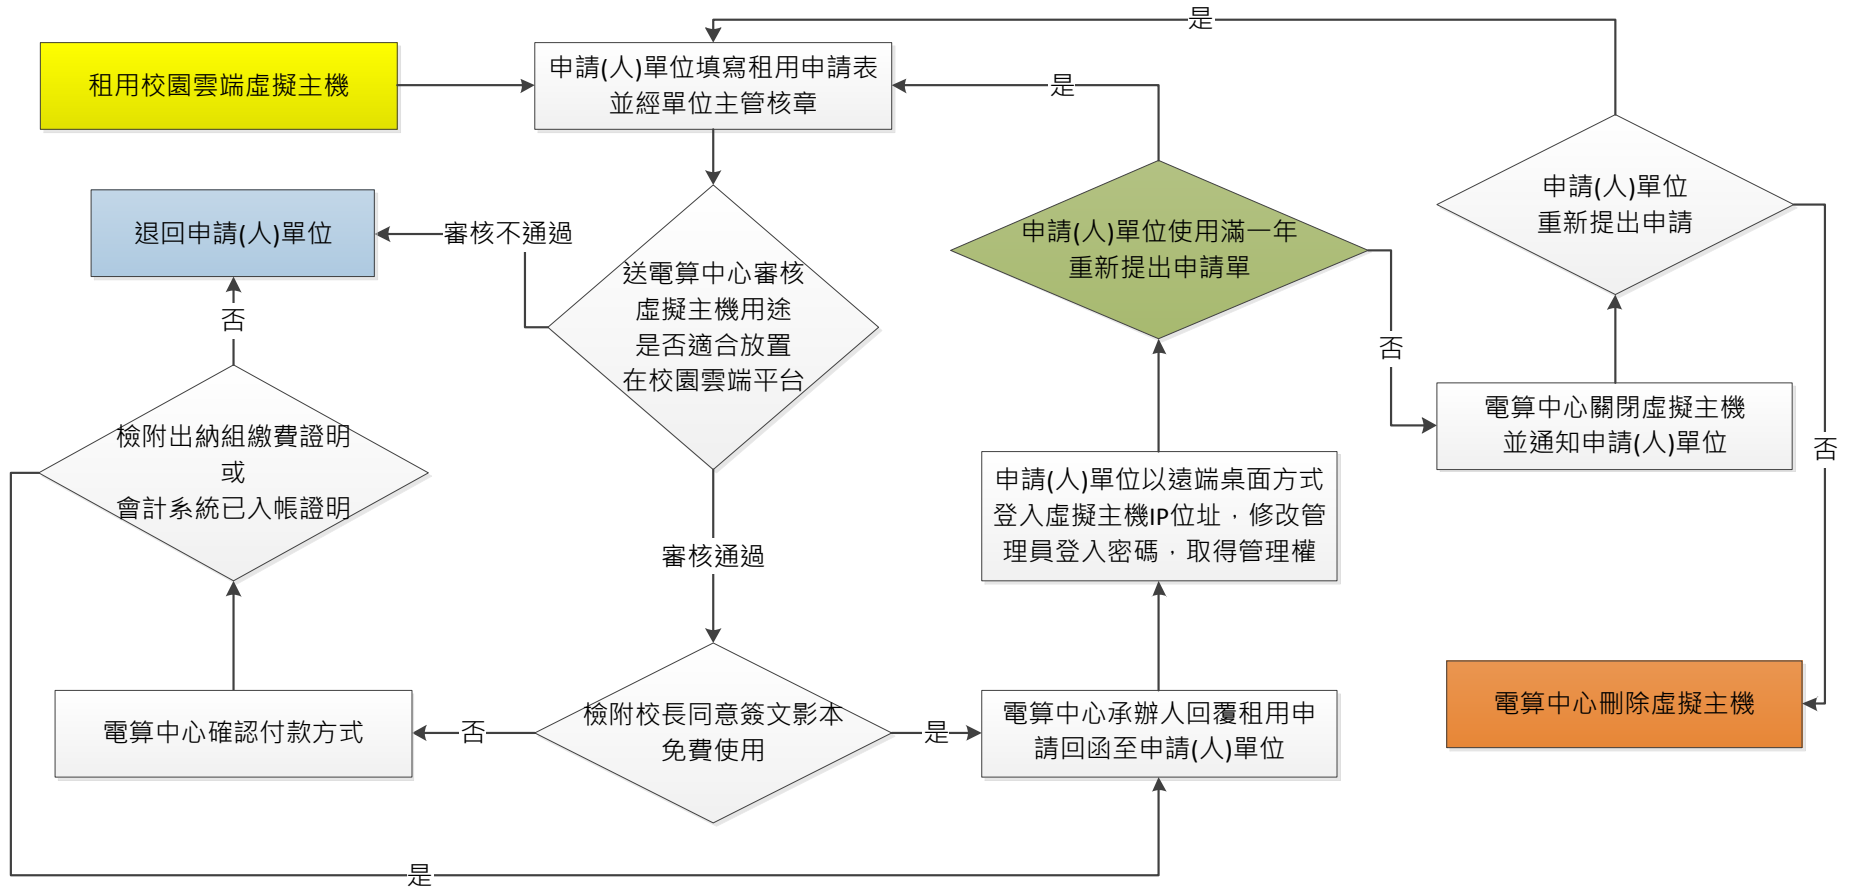 是
租用校園雲端虛擬主機
申請(人)單位填寫租用申請表
並經單位主管核章
是
申請(人)單位
重新提出申請
退回申請(人)單位
審核不通過
申請(人)單位使用滿一年
重新提出申請單
送電算中心審核
虛擬主機用途
是否適合放置
在校園雲端平台
否
否
電算中心關閉虛擬主機
並通知申請(人)單位
否
檢附出納組繳費證明
或
會計系統已入帳證明
申請(人)單位以遠端桌面方式
登入虛擬主機IP位址，修改管
理員登入密碼，取得管理權
審核通過
電算中心確認付款方式
否
檢附校長同意簽文影本
免費使用
是
電算中心承辦人回覆租用申
請回函至申請(人)單位
電算中心刪除虛擬主機
是